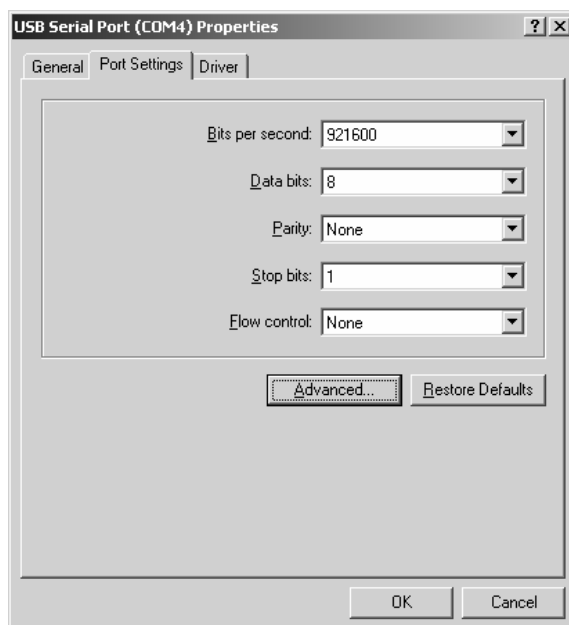 USB Serial Port (COM4) Properties
General Port Settings Driver
Bits per second: 921600
Data bits: 8
Parity: None
Stop bits: 1
Flow control: None
Advanced... Restore Defaults
OK Cancel